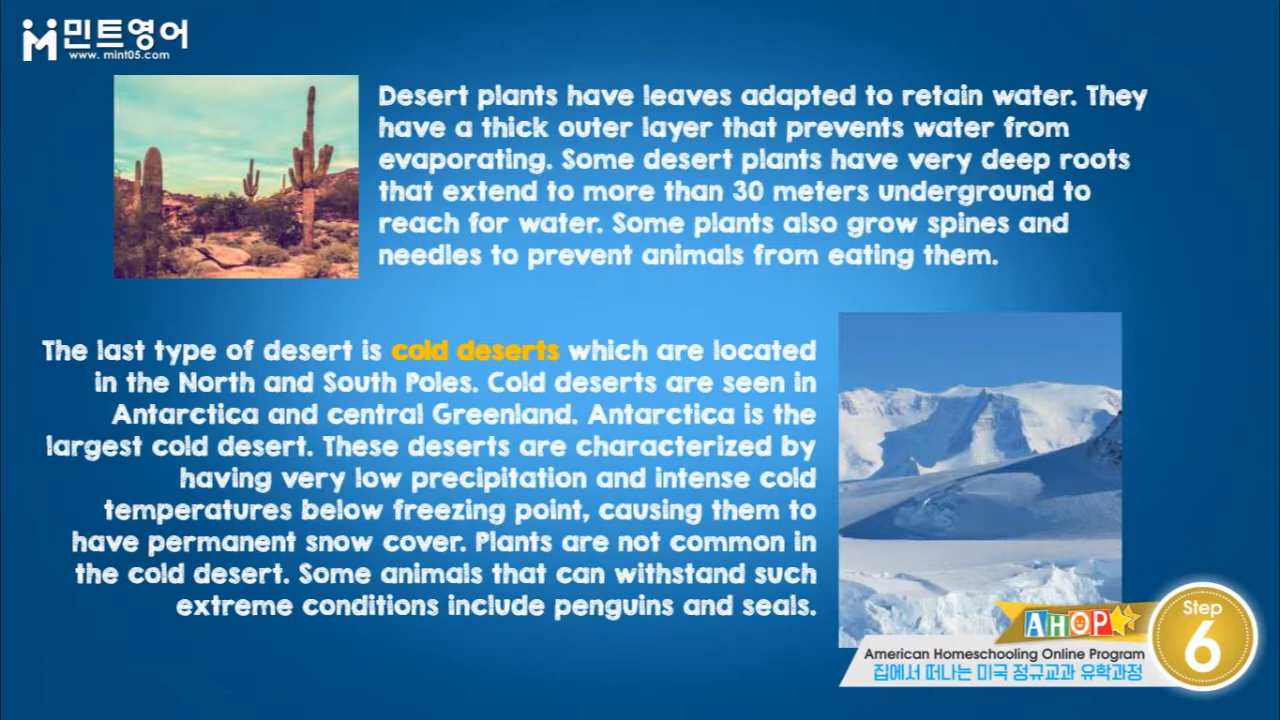 민트영어
www. mint05.com
Desert plants have leaves adapted to retain water. They
have a thick outer layer that prevents water from
evaporating. Some desert plants have very deep roots
that extend to more than 30 meters underground to
reach for water. Some plants also grow spines and
needles to prevent animals from eating them.
The last type of desert is cold deserts which are located
in the North and South Poles. Cold deserts are seen in
Antarctica and central Greenland. Antarctica is the
largest cold desert. These deserts are characterized by
having very low precipitation and intense cold
temperatures below freezing point, causing them to
have permanent snow cover. Plants are not common in
the cold desert. Some animals that can withstand such
extreme conditions include penguins and seals.
AHOP
American Homeschooling Online Program
집에서 떠나는 미국 정규교과 유학과정
Step
6